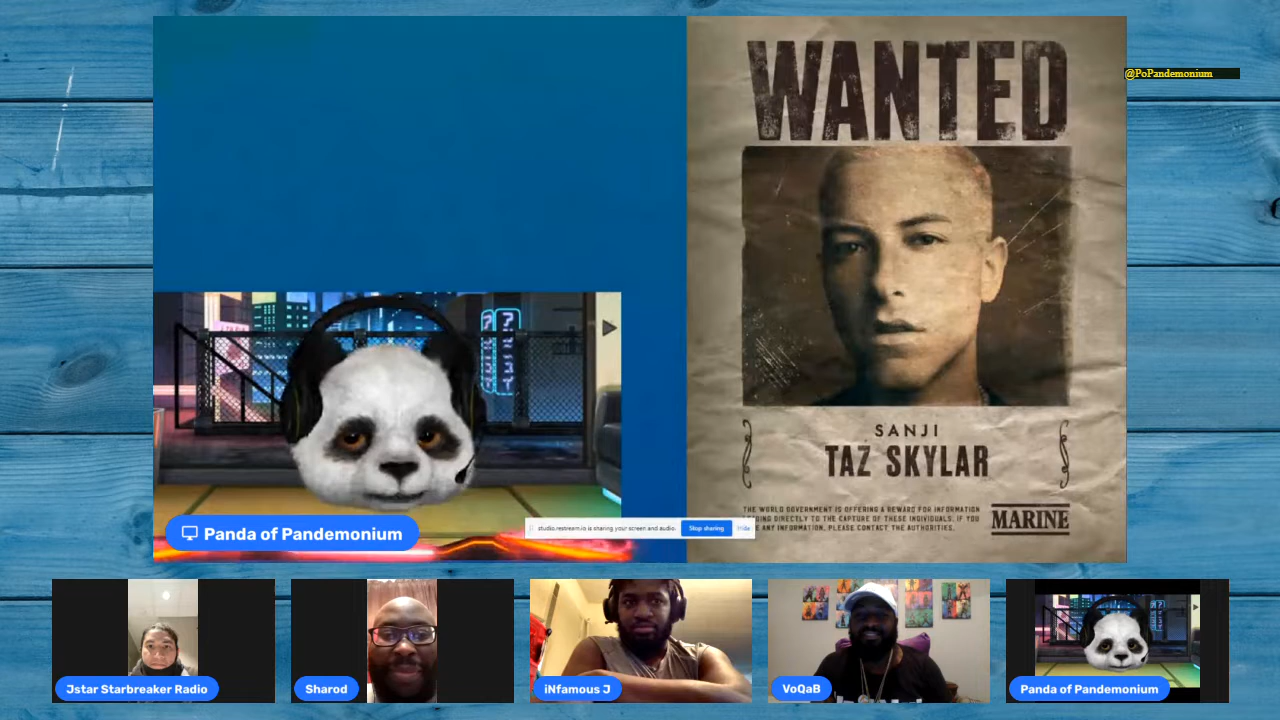 WANTED
@PoPandemonium
SANJI
TAZ SKYLAR
THE WORLD GOVERNMENT IS OFFERING A REWARD FOR INFORMATION
DIRECTLY TO THE CAPTURE OF THESE INDIVIDUALS. IF YOU
ANY INFORMATION, PLEASE CONTACT THE AUTHORITIES.
MARINE
Panda of Pandemonium
studio.restream.io is sharing your screen and audio.
Stop sharing
Hide
Jstar Starbreaker Radio
Sharod
iNfamous J
VoQaB
Panda of Pandemonium